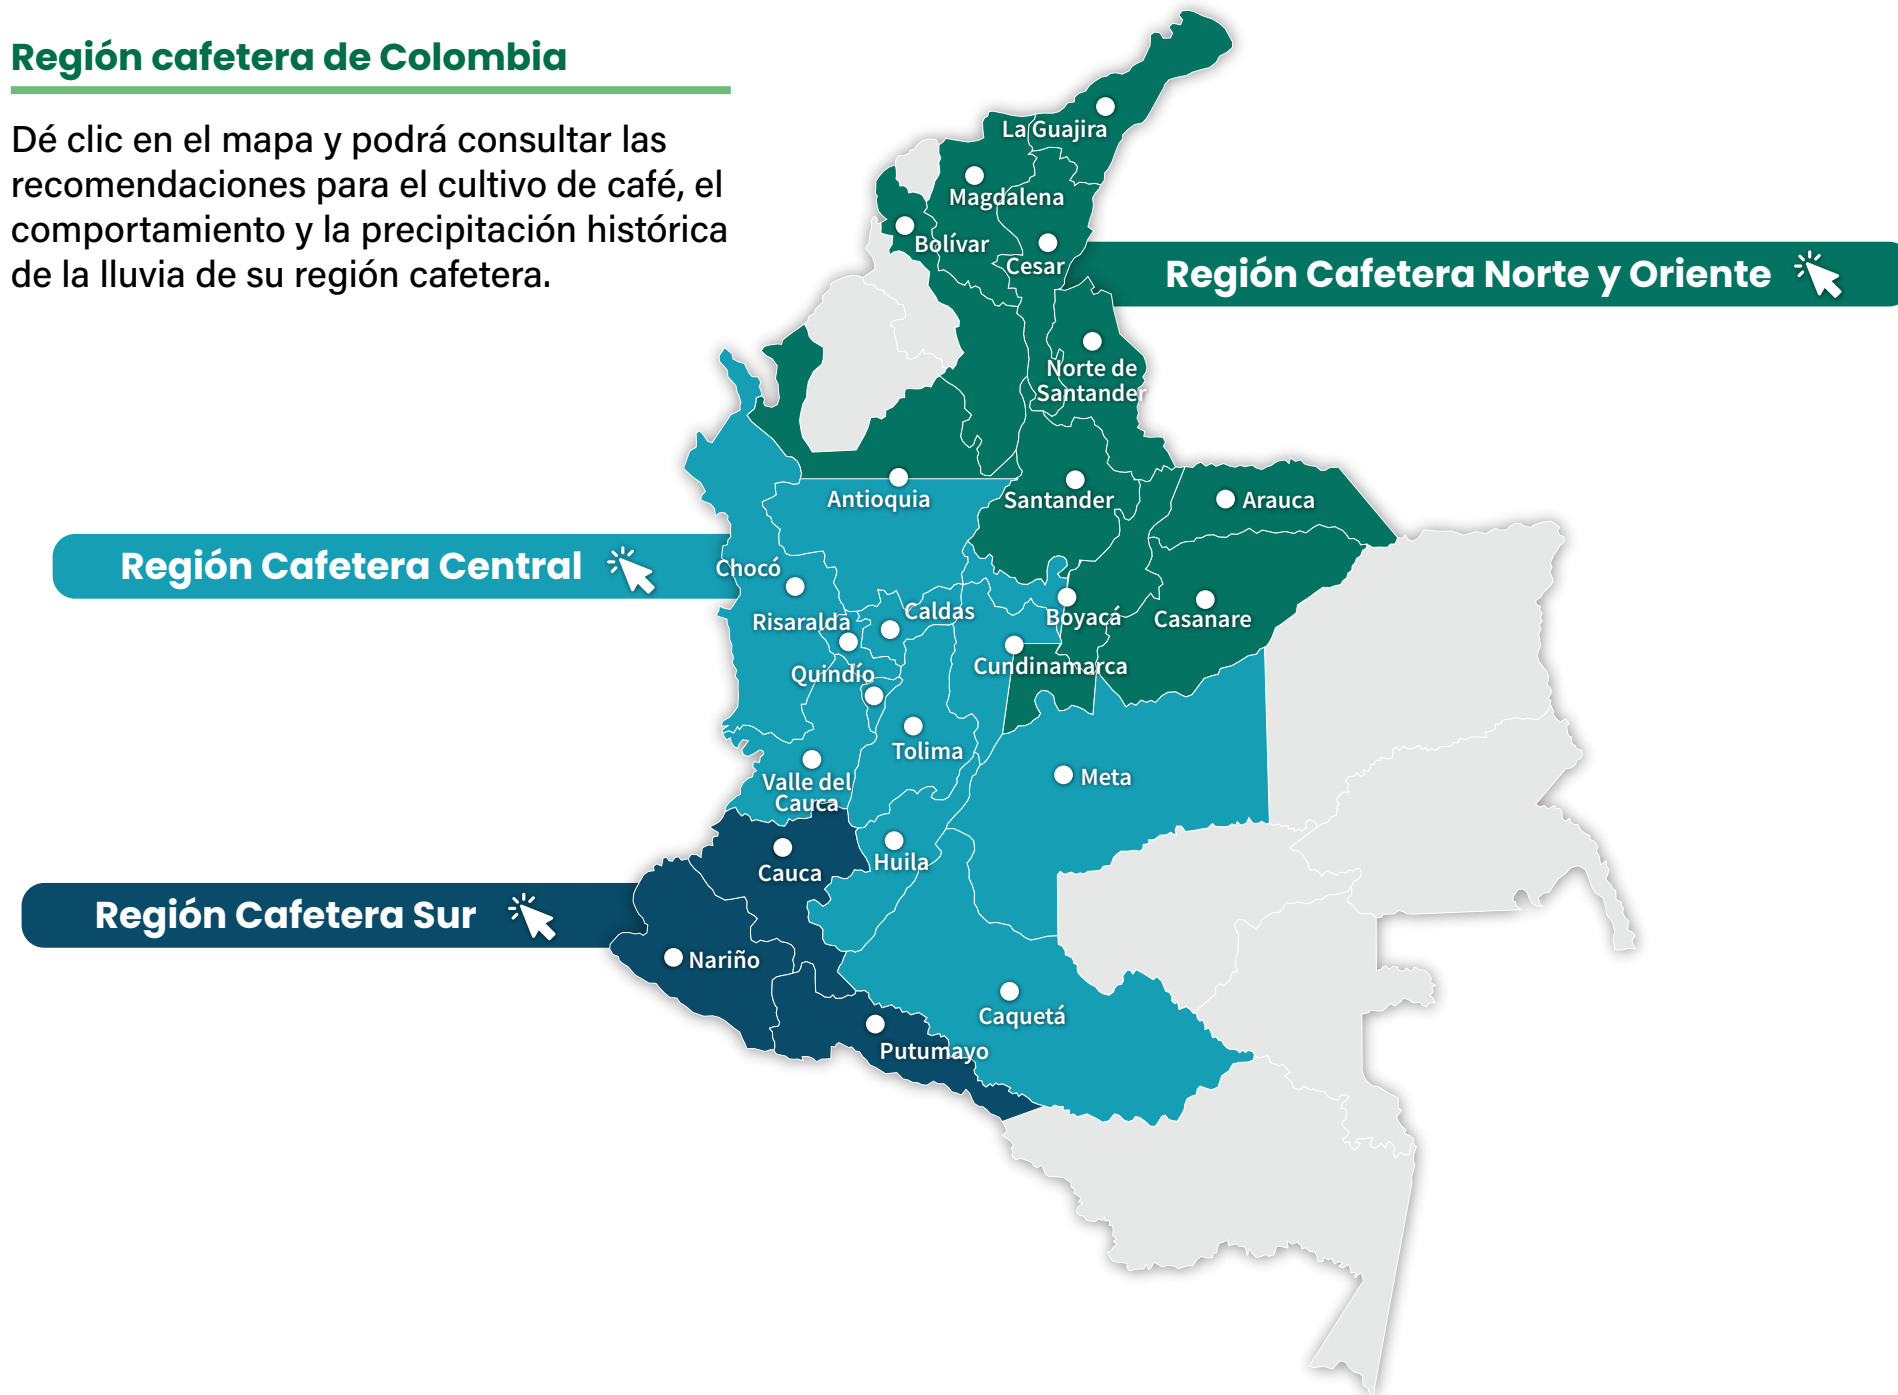 Región cafetera de Colombia
Dé clic en el mapa y podrá consultar las
recomendaciones para el cultivo de café, el
comportamiento y la precipitación histórica
de la lluvia de su región cafetera.
La Guajira
Magdalena
Bolívar
Cesar
Región Cafetera Norte y Oriente
Norte de
Santander
Antioquia
Santander
Arauca
Región Cafetera Central
Chocó
Caldas
Risaralda
Boyacá
Casanare
Quindío
Cundinamarca
Tolima
Valle del
Cauca
Meta
Cauca
Huila
Región Cafetera Sur
Nariño
Caquetá
Putumayo